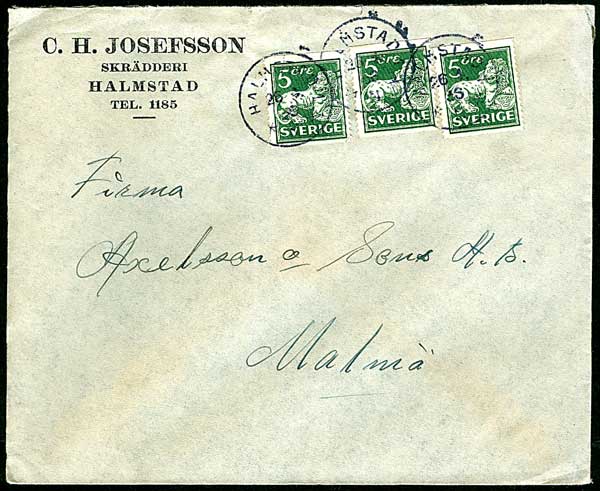 C. H. JOSEFSSON
SKRÄDDERI
HALMSTAD
TEL. 1185
5 öre
SVERIGE
5 öre
SVERIGE
5 öre
SVERIGE
HALMSTAD
Firma
Axelsson o Sons A.B.
Malmö